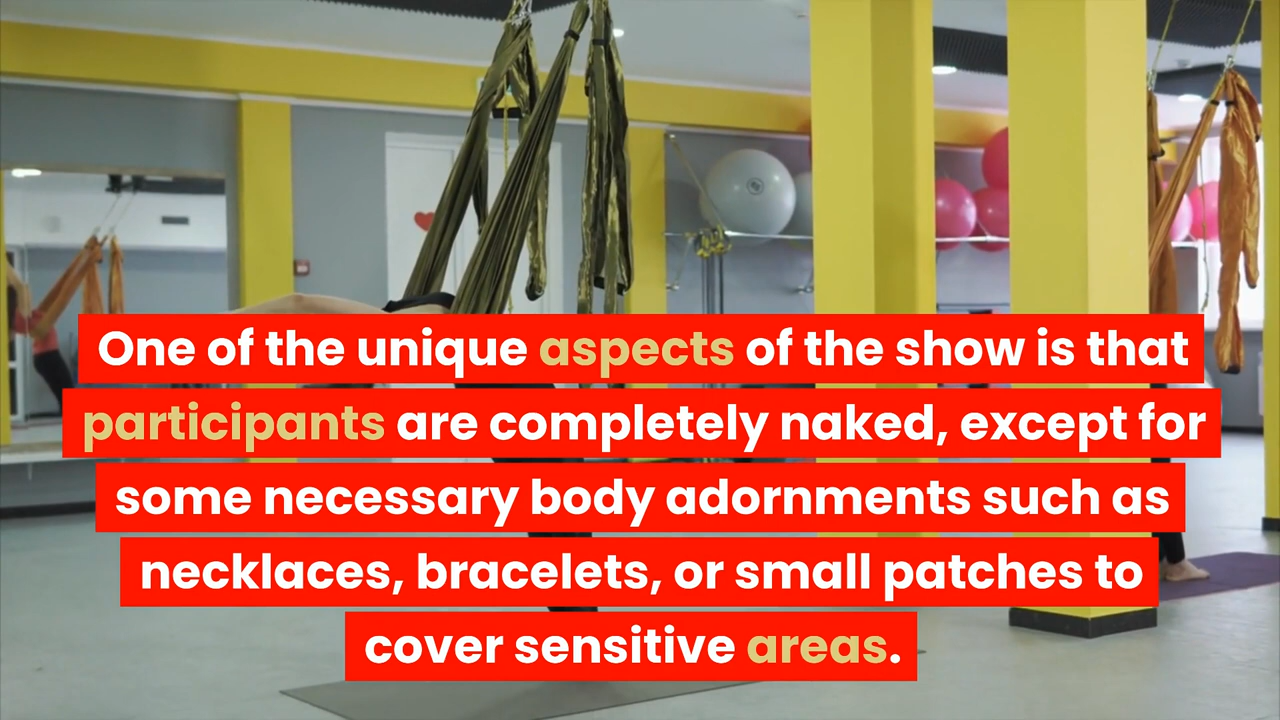 One of the unique aspects of the show is that
participants are completely naked, except for
some necessary body adornments such as
necklaces, bracelets, or small patches to
cover sensitive areas.